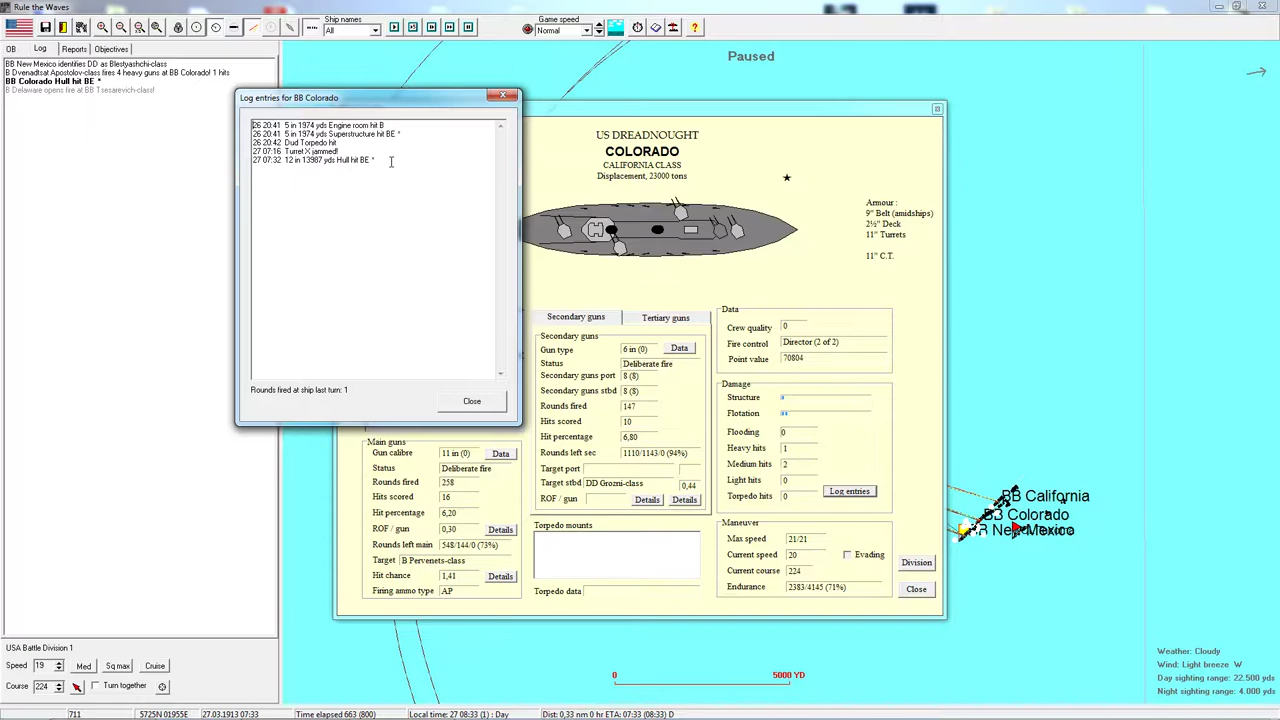 Rule the Waves
Ship names
All
Game speed
Normal
OB Log Reports Objectives
BB New Mexico identifies DD as Blestyashchi-class
B Dvenadtsat Apostolov-class fires 4 heavy guns at BB Colorado! 1 hits
BB Colorado Hull hit BE *
B Delaware opens fire at BB Tsesarevich-class!
Paused
Log entries for BB Colorado
26 20.41 5 in 1974 yds Engine room hit B
26 20.41 5 in 1974 yds Superstructure hit BE *
26 20.42 Dud Torpedo hit
27 07:16 Turret X jammed!
27 07:32 12 in 13987 yds Hull hit BE *
Rounds fired at ship last turn: 1
Close
US DREADNOUGHT
COLORADO
CALIFORNIA CLASS
Displacement, 23000 tons
Armour :
9" Belt (amidships)
2½" Deck
11" Turrets
11" C.T.
Main guns
Gun calibre 11 in (0) Data
Status Deliberate fire
Rounds fired 258
Hits scored 16
Hit percentage 6,20
ROF / gun 0,30 Details
Rounds left main 548/144/0 (73%)
Target B Pervenets-class
Hit chance 1,41 Details
Firing ammo type AP
Secondary guns Tertiary guns
Secondary guns
Gun type 6 in (0) Data
Status Deliberate fire
Secondary guns port 8 (8)
Secondary guns stbd 8 (8)
Rounds fired 147
Hits scored 10
Hit percentage 6,80
Rounds left sec 1110/1143/0 (94%)
Target port
Target stbd DD Grozni-class 0,44
ROF / gun Details Details
Torpedo mounts
Torpedo data
Data
Crew quality 0
Fire control Director (2 of 2)
Point value 70804
Damage
Structure
Flotation
Flooding 0
Heavy hits 1
Medium hits 2
Light hits 0
Torpedo hits 0 Log entries
Maneuver
Max speed 21/21
Current speed 20 Evading
Current course 224
Endurance 2383/4145 (71%)
Division
Close
BB California
BB Colorado
BB New Mexico
USA Battle Division 1
Speed 19 Med Sq max Cruise
Course 224 Turn together
0 5000 YD
Weather: Cloudy
Wind: Light breeze W
Day sighting range: 22.500 yds
Night sighting range: 4.000 yds
711 5725N 01955E 27.03.1913 07:33 Time elapsed 663 (800) Local time: 27 08:33 (1) : Day Dist: 0,33 nm 0 hr ETA: 07:33 (08:33) D